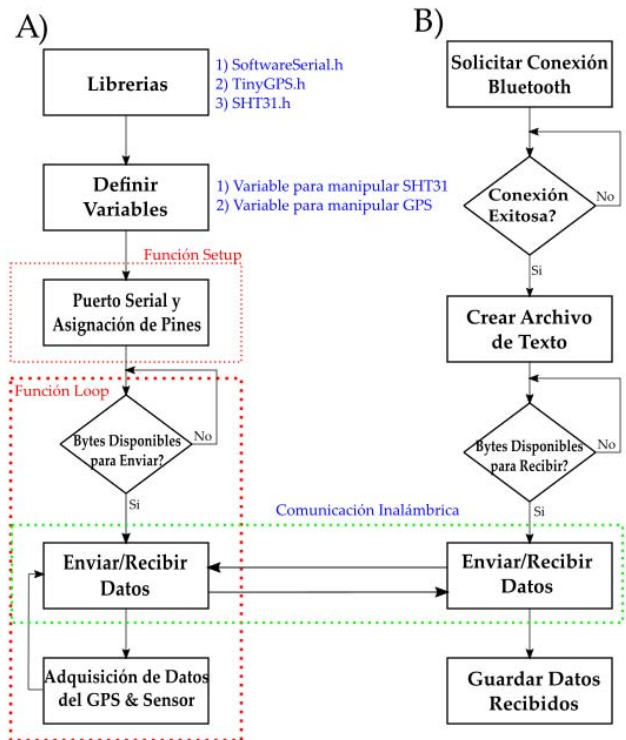 A)
Librerias
1) SoftwareSerial.h
2) TinyGPS.h
3) SHT31.h
Definir
Variables
1) Variable para manipular SHT31
2) Variable para manipular GPS
Función Setup
Puerto Serial y
Asignación de Pines
Función Loop
Bytes Disponibles
para Enviar?
No
Si
Comunicación Inalámbrica
Enviar/Recibir
Datos
Adquisición de Datos
del GPS & Sensor
B)
Solicitar Conexión
Bluetooth
Conexión
Exitosa?
No
Si
Crear Archivo
de Texto
Bytes Disponibles
para Recibir?
No
Si
Enviar/Recibir
Datos
Guardar Datos
Recibidos